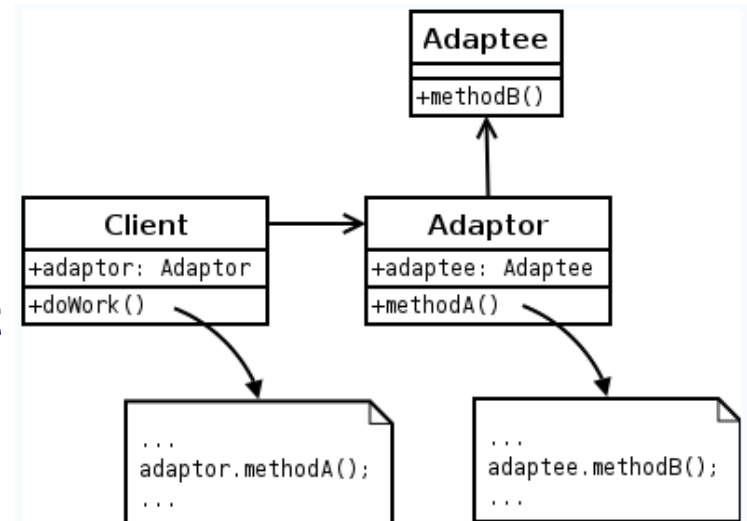 Adaptee
+methodB()
Client
+adaptor: Adaptor
+doWork()
Adaptor
+adaptee: Adaptee
+methodA()
...
adaptor.methodA();
...
...
adaptee.methodB();
...